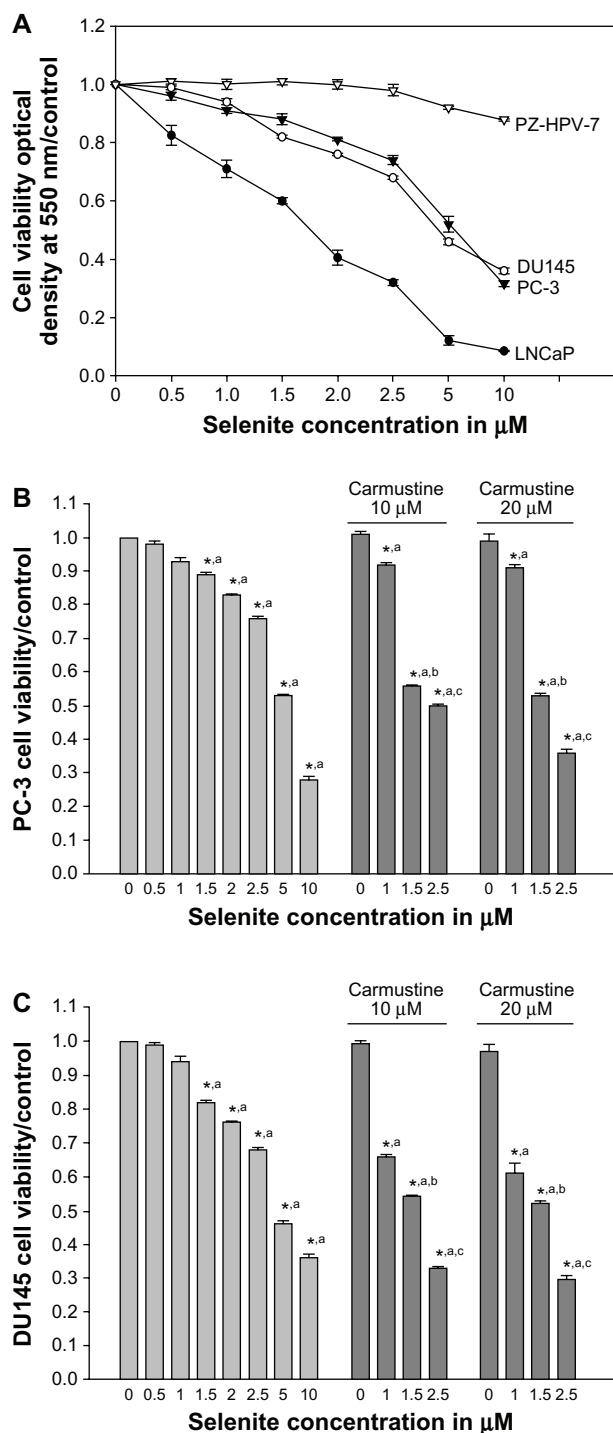 A
Cell viability optical
density at 550 nm/control
1.2
1.0
0.8
0.6
0.4
0.2
0.0
PZ-HPV-7
DU145
PC-3
LNCaP
0 0.5 1.0 1.5 2.0 2.5 5 10
Selenite concentration in μM
B
PC-3 cell viability/control
1.1
1.0
0.9
0.8
0.7
0.6
0.5
0.4
0.3
0.2
0.1
0.0
*,a
*,a
*,a
*,a
*,a
Carmustine
10 μM
*,a
*,a,b
*,a,c
Carmustine
20 μM
*,a
*,a,b
*,a,c
0 0.5 1 1.5 2 2.5 5 10 0 1 1.5 2.5 0 1 1.5 2.5
Selenite concentration in μM
C
DU145 cell viability/control
1.1
1.0
0.9
0.8
0.7
0.6
0.5
0.4
0.3
0.2
0.1
0.0
*,a
*,a
*,a
*,a
*,a
Carmustine
10 μM
*,a
*,a,b
*,a,c
Carmustine
20 μM
*,a
*,a,b
*,a,c
0 0.5 1 1.5 2 2.5 5 10 0 1 1.5 2.5 0 1 1.5 2.5
Selenite concentration in μM